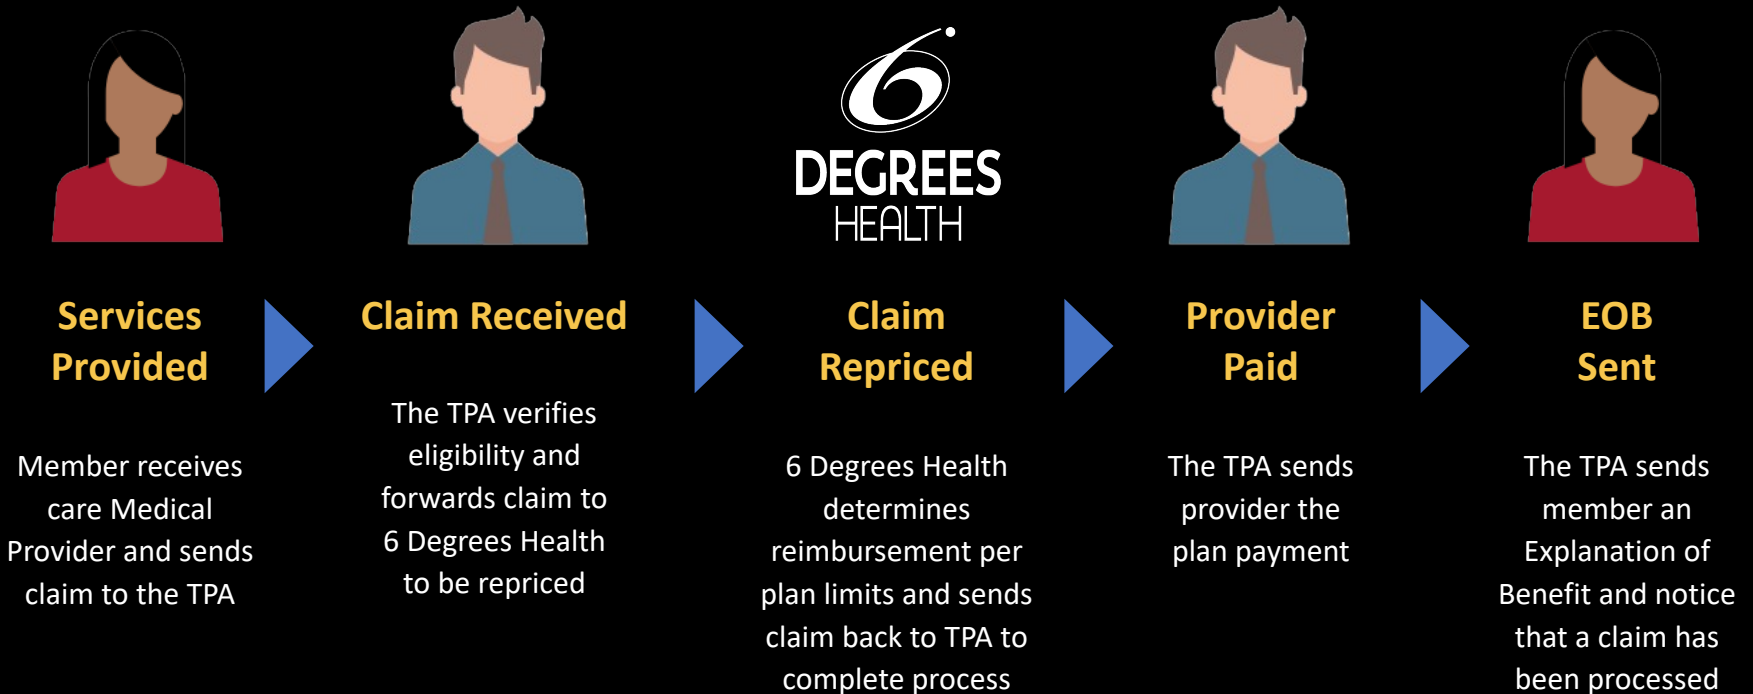 6
DEGREES
HEALTH
Services
Provided
Member receives
care Medical
Provider and sends
claim to the TPA
Claim Received
The TPA verifies
eligibility and
forwards claim to
6 Degrees Health
to be repriced
Claim
Repriced
6 Degrees Health
determines
reimbursement per
plan limits and sends
claim back to TPA to
complete process
Provider
Paid
The TPA sends
provider the
plan payment
EOB
Sent
The TPA sends
member an
Explanation of
Benefit and notice
that a claim has
been processed